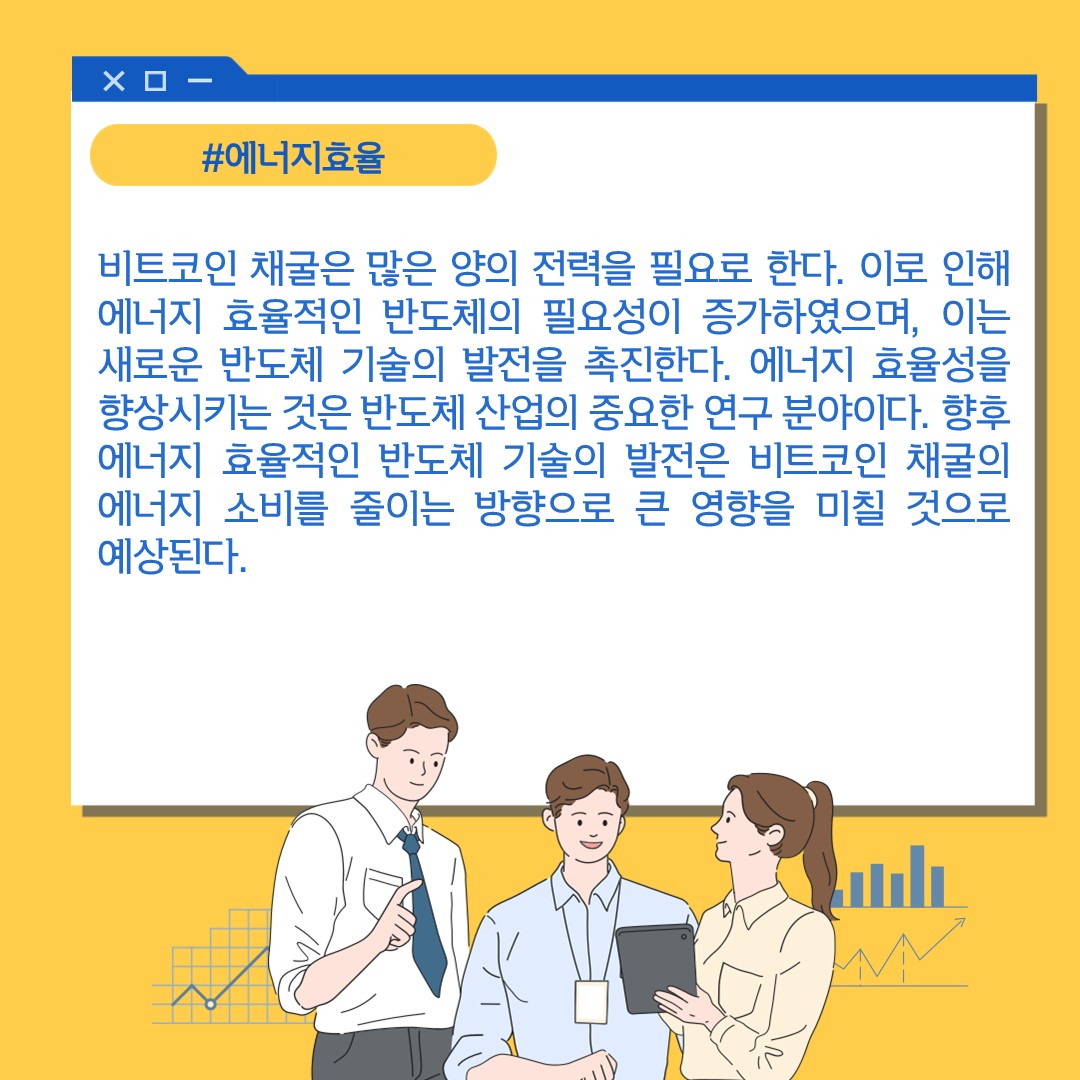 #에너지효율
비트코인 채굴은 많은 양의 전력을 필요로 한다. 이로 인해
에너지 효율적인 반도체의 필요성이 증가하였으며, 이는
새로운 반도체 기술의 발전을 촉진한다. 에너지 효율성을
향상시키는 것은 반도체 산업의 중요한 연구 분야이다. 향후
에너지 효율적인 반도체 기술의 발전은 비트코인 채굴의
에너지 소비를 줄이는 방향으로 큰 영향을 미칠 것으로
예상된다.